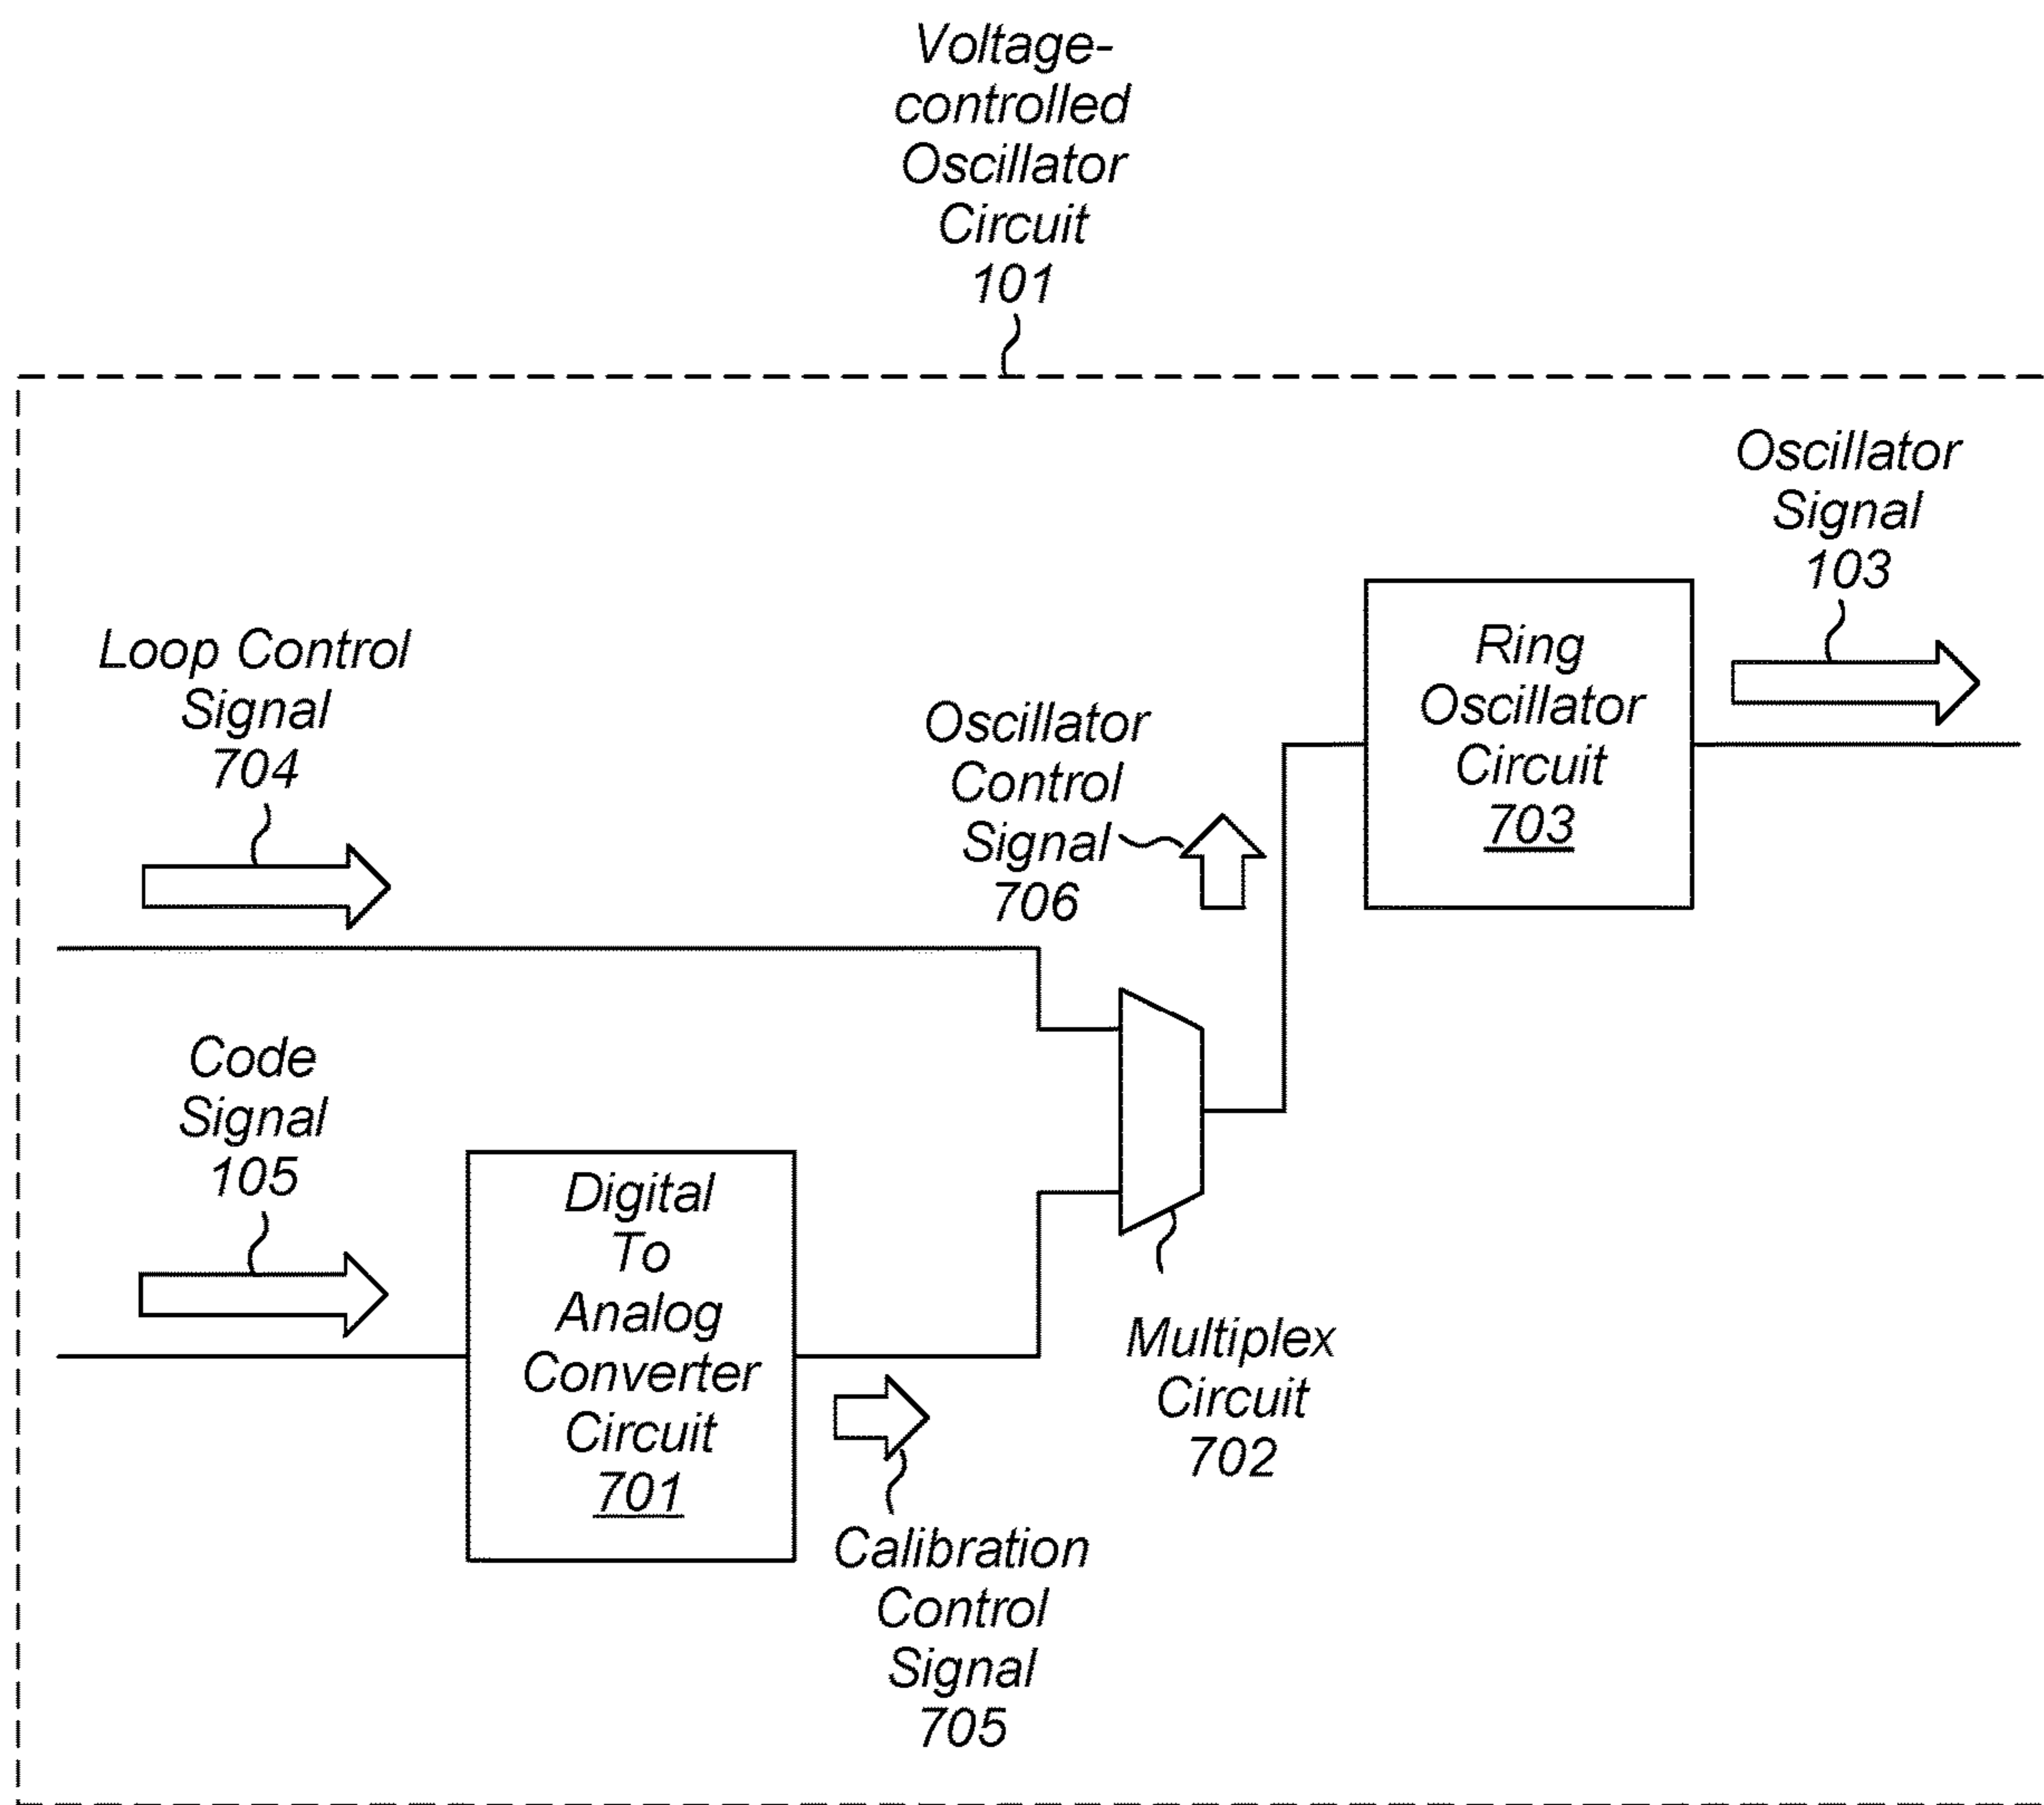 Voltage-
controlled
Oscillator
Circuit
101
Oscillator
Signal
103
Ring
Oscillator
Circuit
703
Loop Control
Signal
704
Oscillator
Control
Signal
706
Code
Signal
105
Digital
To
Analog
Converter
Circuit
701
Multiplex
Circuit
702
Calibration
Control
Signal
705